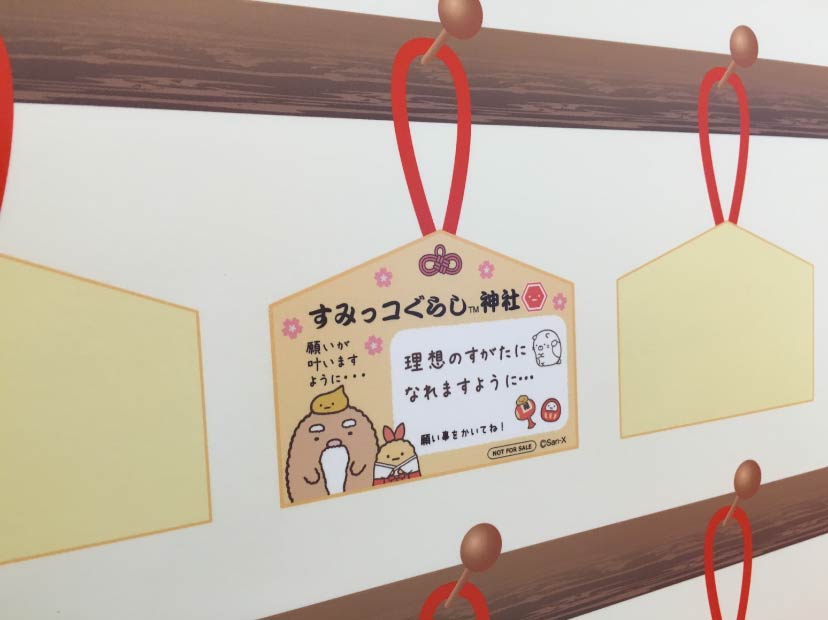 すみっコぐらし™神社
願いが
叶います
ように・・・
理想のすがたに
なれますように…
願い事をかいてね！
NOT FOR SALE ©San-X